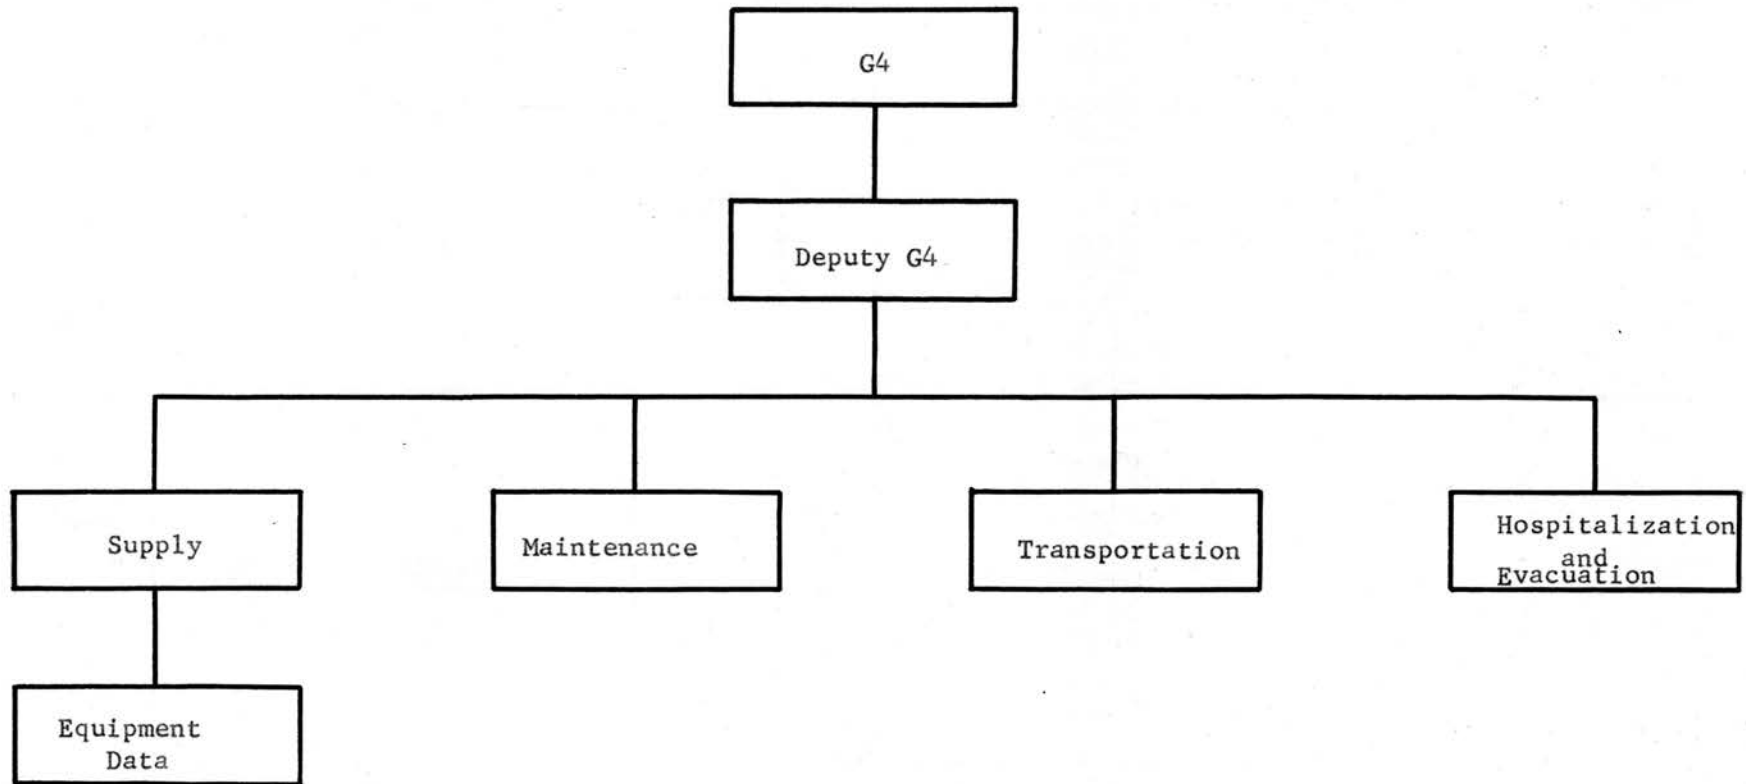 G4
Deputy G4
Supply
Maintenance
Transportation
Hospitalization
and
Evacuation
Equipment
Data